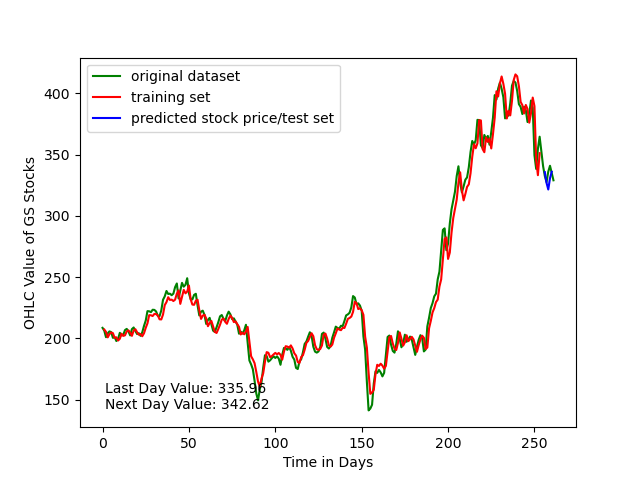 original dataset
training set
predicted stock price/test set
400
350
300
250
200
150
OHLC Value of GS Stocks
Last Day Value: 335.96
Next Day Value: 342.62
0 50 100 150 200 250
Time in Days